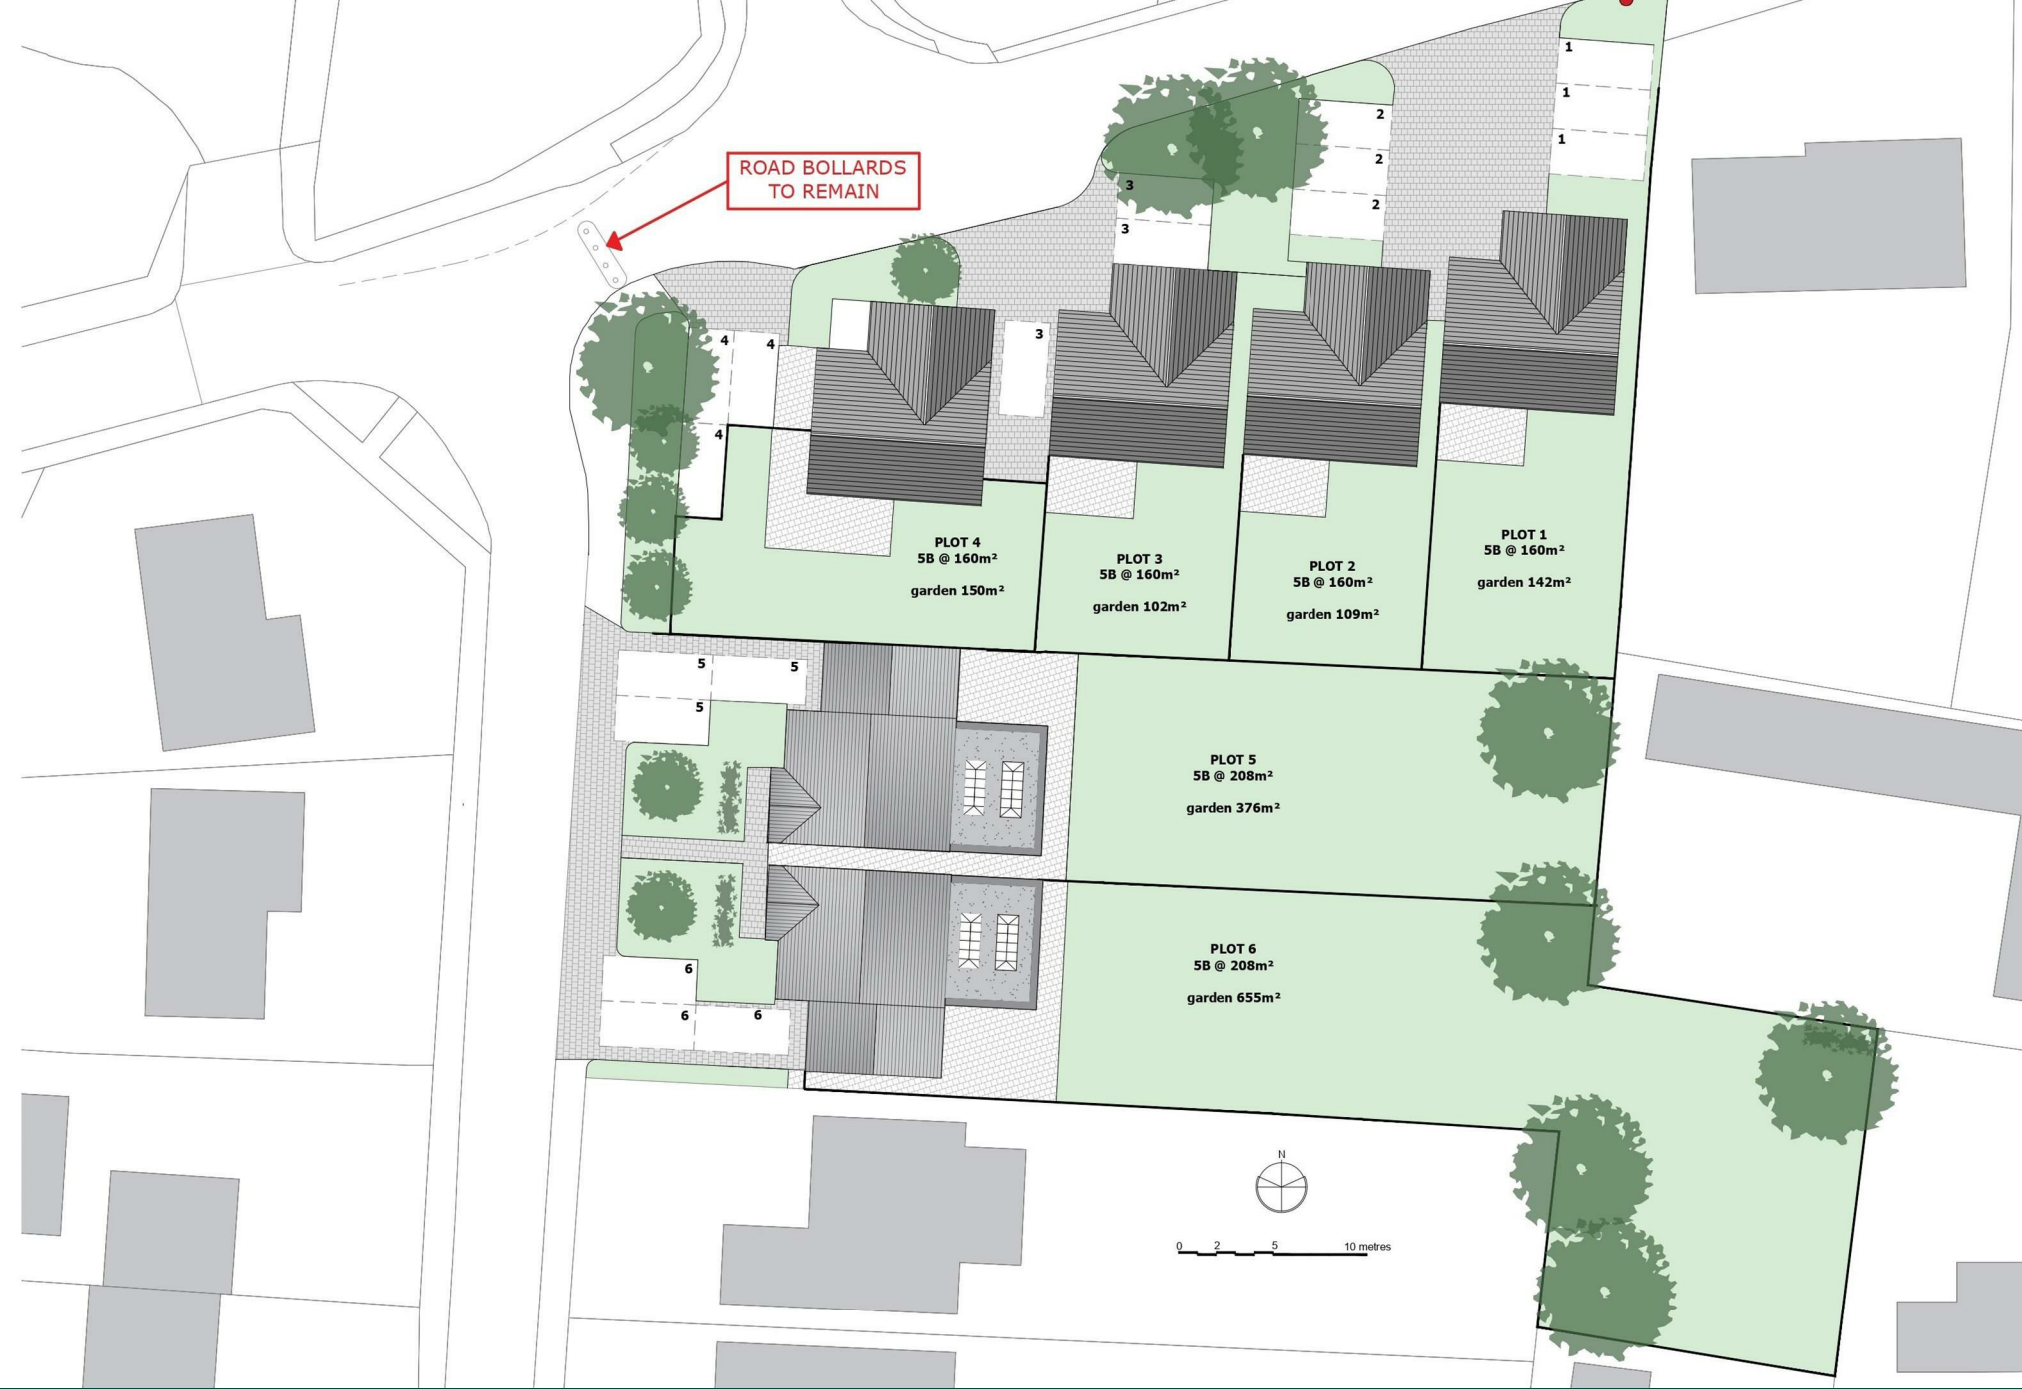 1
1
1
2
2
2
3
3
3
ROAD BOLLARDS
TO REMAIN
4
4
4
PLOT 1
5B @ 160m²
garden 142m²
PLOT 2
5B @ 160m²
garden 109m²
PLOT 3
5B @ 160m²
garden 102m²
PLOT 4
5B @ 160m²
garden 150m²
5
5
5
PLOT 5
5B @ 208m²
garden 376m²
PLOT 6
5B @ 208m²
garden 655m²
6
6
6
N
0 2 5 10 metres